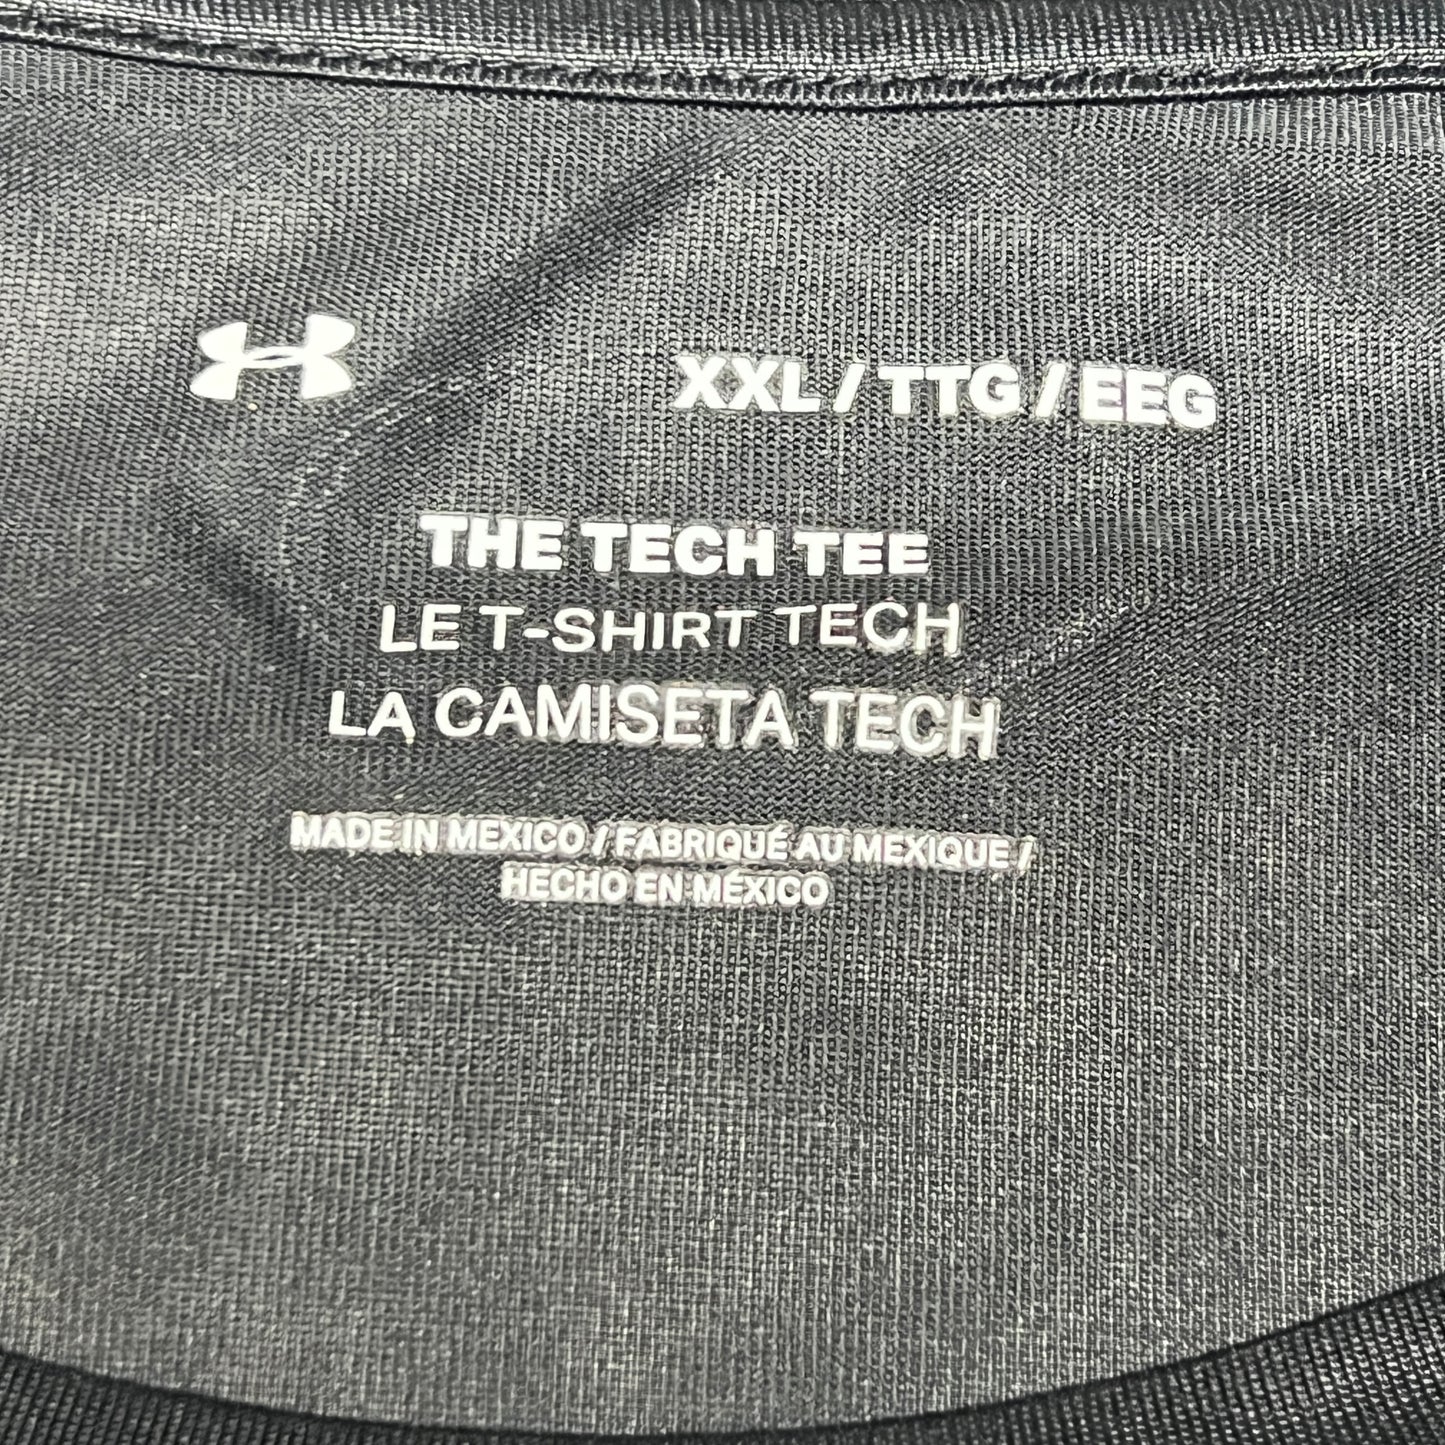 XXL / TTG / EEG
THE TECH TEE
LE T-SHIRT TECH
LA CAMISETA TECH
MADE IN MEXICO / FABRIQUÉ AU MEXIQUE /
HECHO EN MÉXICO